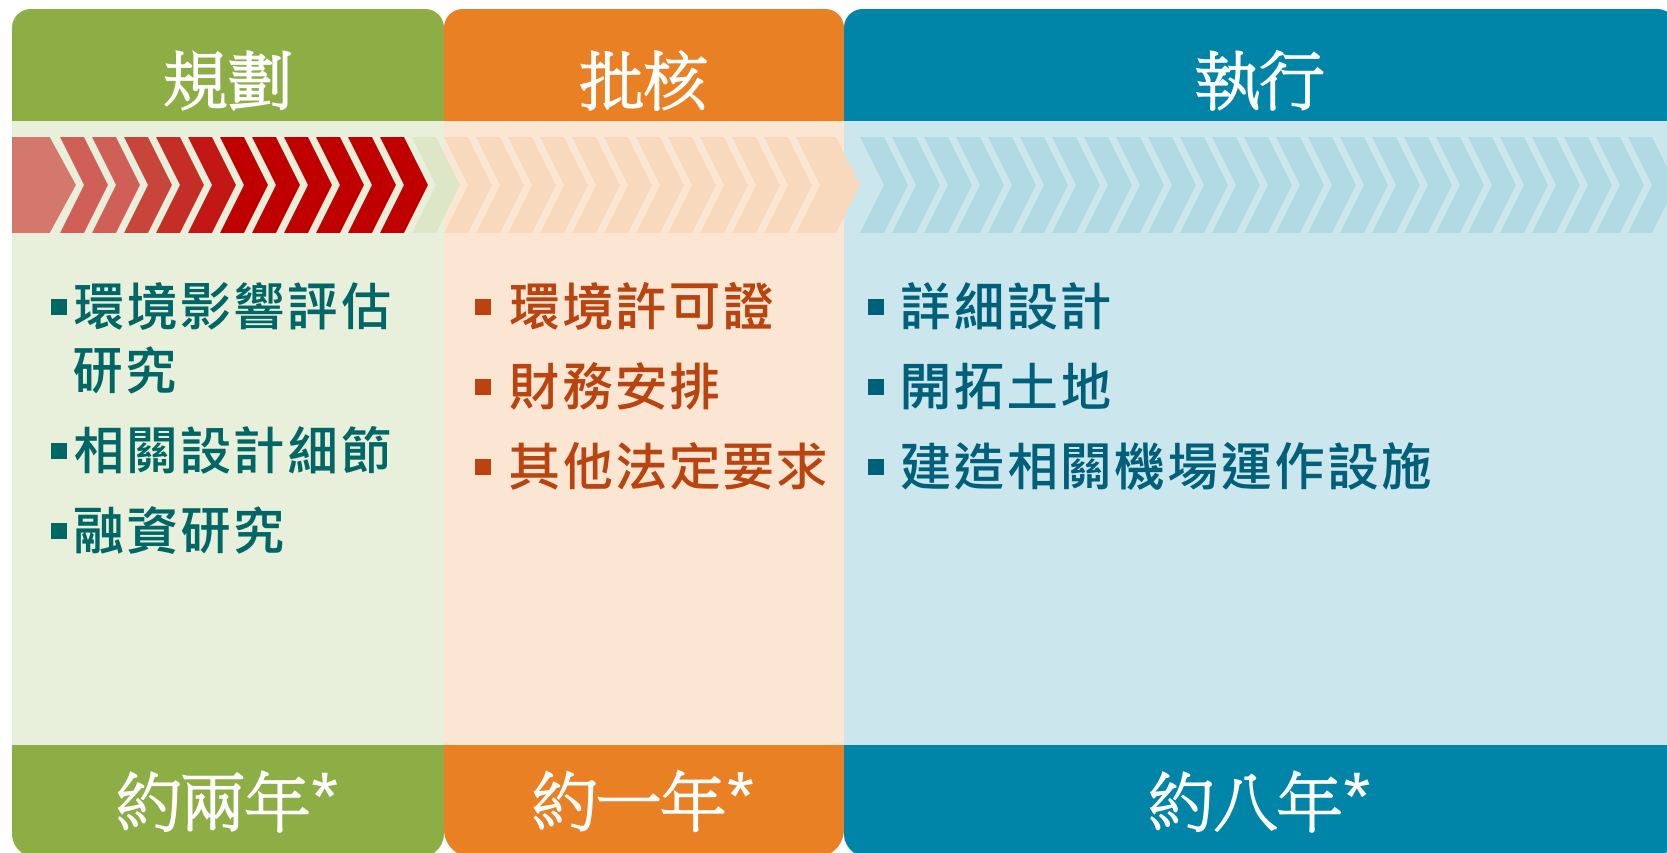 規劃
批核
執行
▪環境影響評估
研究
▪相關設計細節
▪融資研究
▪ 環境許可證
▪ 財務安排
▪ 其他法定要求
▪ 詳細設計
▪ 開拓土地
▪ 建造相關機場運作設施
約兩年*
約一年*
約八年*